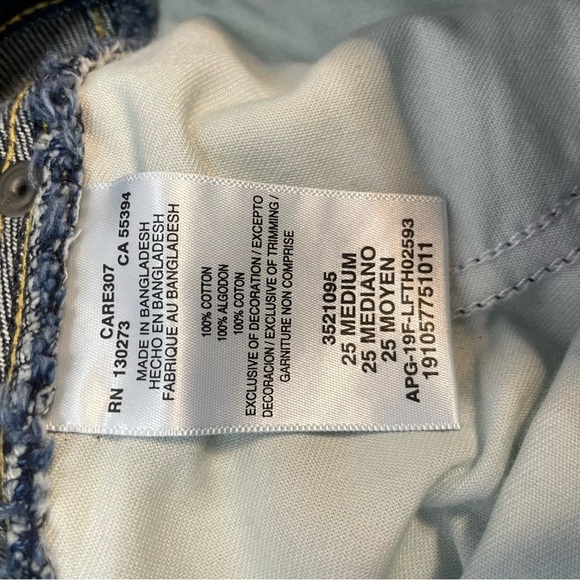 CARE307
RN 130273 CA 55394
MADE IN BANGLADESH
HECHO EN BANGLADESH
FABRIQUE AU BANGLADESH
100% COTTON
100% ALGODON
100% COTON
EXCLUSIVE OF DECORATION / EXCEPTO
DECORACION / EXCLUSIVE OF TRIMMING /
GARNITURE NON COMPRISE
3521095
25 MEDIUM
25 MEDIANO
25 MOYEN
APG-19F-LFTH02593
191057751011